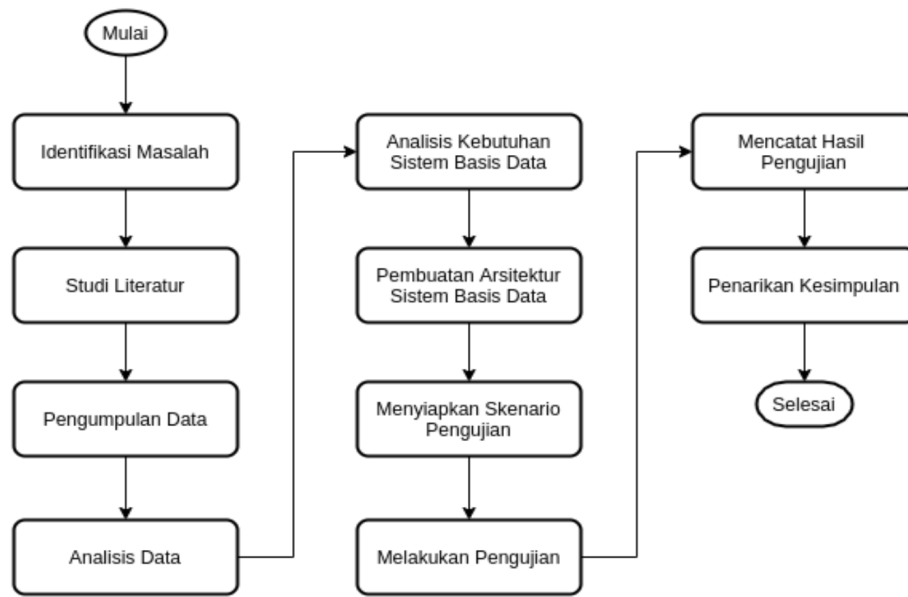 Mulai
Identifikasi Masalah
Studi Literatur
Pengumpulan Data
Analisis Data
Analisis Kebutuhan
Sistem Basis Data
Pembuatan Arsitektur
Sistem Basis Data
Menyiapkan Skenario
Pengujian
Melakukan Pengujian
Mencatat Hasil
Pengujian
Penarikan Kesimpulan
Selesai